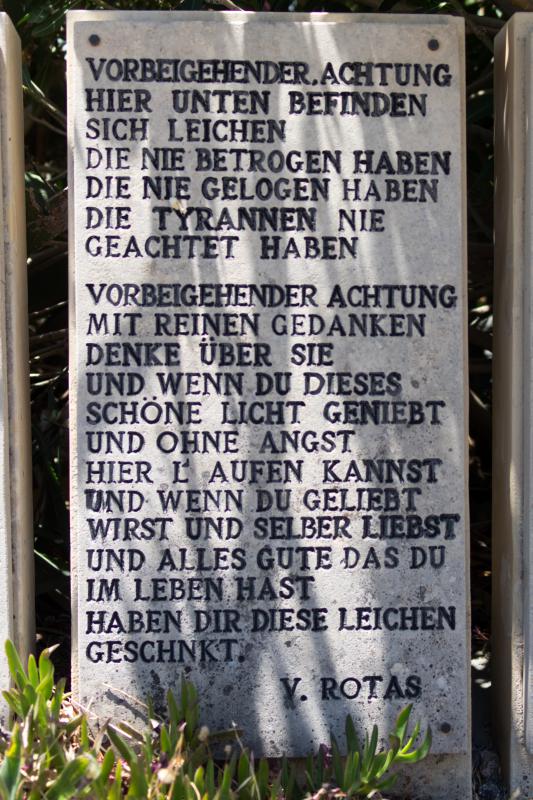 VORBEIGEHENDER.ACHTUNG
HIER UNTEN BEFINDEN
SICH LEICHEN
DIE NIE BETROGEN HABEN
DIE NIE GELOGEN HABEN
DIE TYRANNEN NIE
GEACHTET HABEN
VORBEIGEHENDER ACHTUNG
MIT REINEN GEDANKEN
DENKE ÜBER SIE
UND WENN DU DIESES
SCHÖNE LICHT GENIEBT
UND OHNE ANGST
HIER L' AUFEN KANNST
UND WENN DU GELIEBT
WIRST UND SELBER LIEBST
UND ALLES GUTE DAS DU
IM LEBEN HAST
HABEN DIR DIESE LEICHEN
GESCHNKT.
V. ROTAS